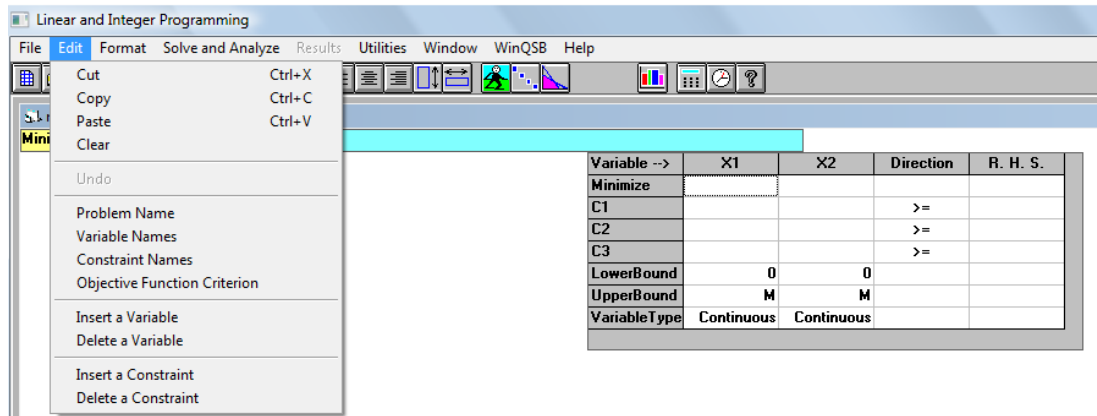 Linear and Integer Programming
File Edit Format Solve and Analyze Results Utilities Window WinQSB Help
Cut Ctrl+X
Copy Ctrl+C
Paste Ctrl+V
Clear
Undo
Problem Name
Variable Names
Constraint Names
Objective Function Criterion
Insert a Variable
Delete a Variable
Insert a Constraint
Delete a Constraint
Mini
Variable --> X1 X2 Direction R. H. S.
Minimize
C1 >=
C2 >=
C3 >=
LowerBound 0 0
UpperBound M M
VariableType Continuous Continuous